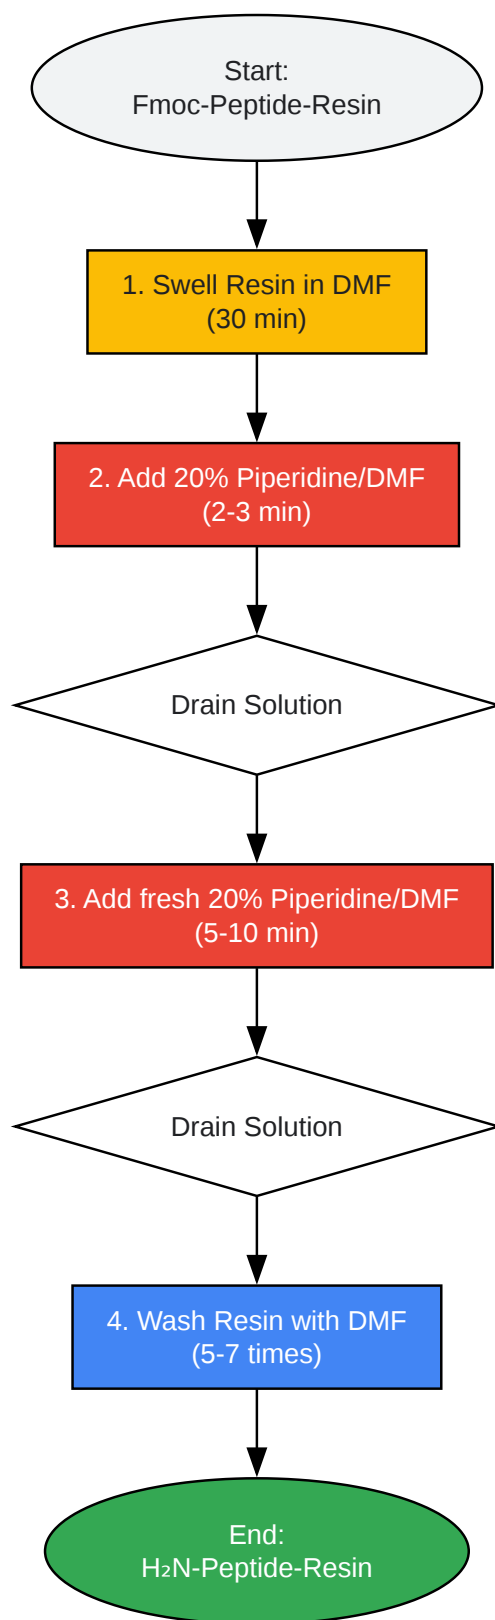 Start:
Fmoc-Peptide-Resin
1. Swell Resin in DMF
(30 min)
2. Add 20% Piperidine/DMF
(2-3 min)
Drain Solution
3. Add fresh 20% Piperidine/DMF
(5-10 min)
Drain Solution
4. Wash Resin with DMF
(5-7 times)
End:
H₂N-Peptide-Resin